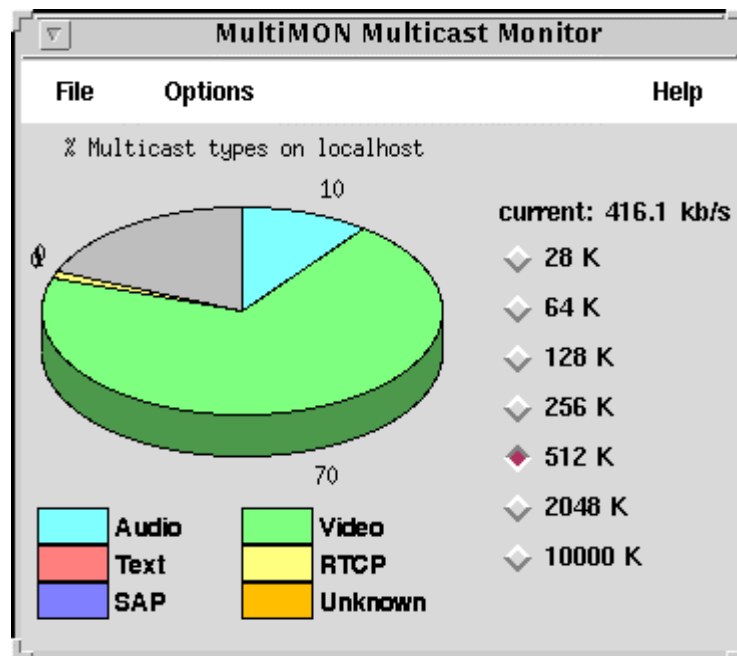 MultiMON Multicast Monitor
File Options Help
% Multicast types on localhost
10
current: 416.1 kb/s
28 K
64 K
128 K
256 K
512 K
2048 K
10000 K
70
Audio Video
Text RTCP
SAP Unknown